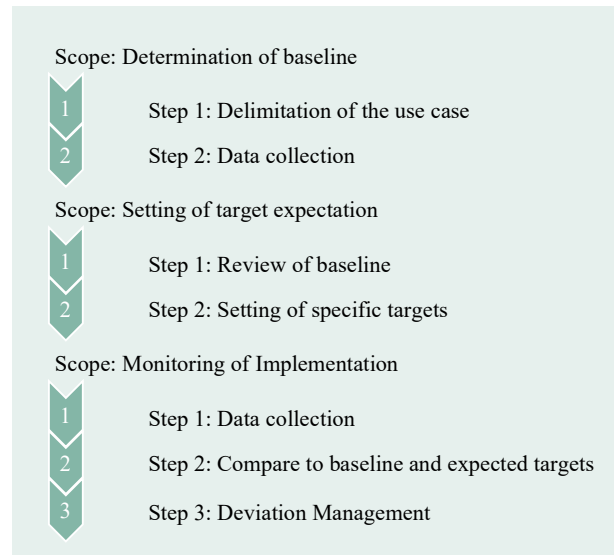 Scope: Determination of baseline
1 Step 1: Delimitation of the use case
2 Step 2: Data collection
Scope: Setting of target expectation
1 Step 1: Review of baseline
2 Step 2: Setting of specific targets
Scope: Monitoring of Implementation
1 Step 1: Data collection
2 Step 2: Compare to baseline and expected targets
3 Step 3: Deviation Management